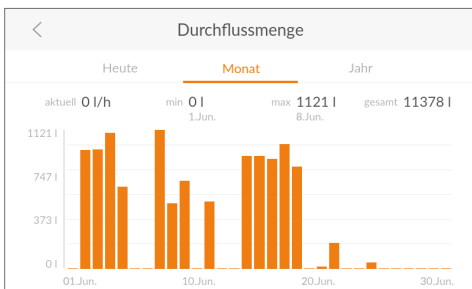 Durchflussmenge
Heute Monat Jahr
aktuell 0 l/h min 0 l max 1121 l gesamt 11378 l
1.Jun. 8.Jun.
1121 l
747 l
373 l
0 l
01.Jun. 10.Jun. 20.Jun. 30.Jun.